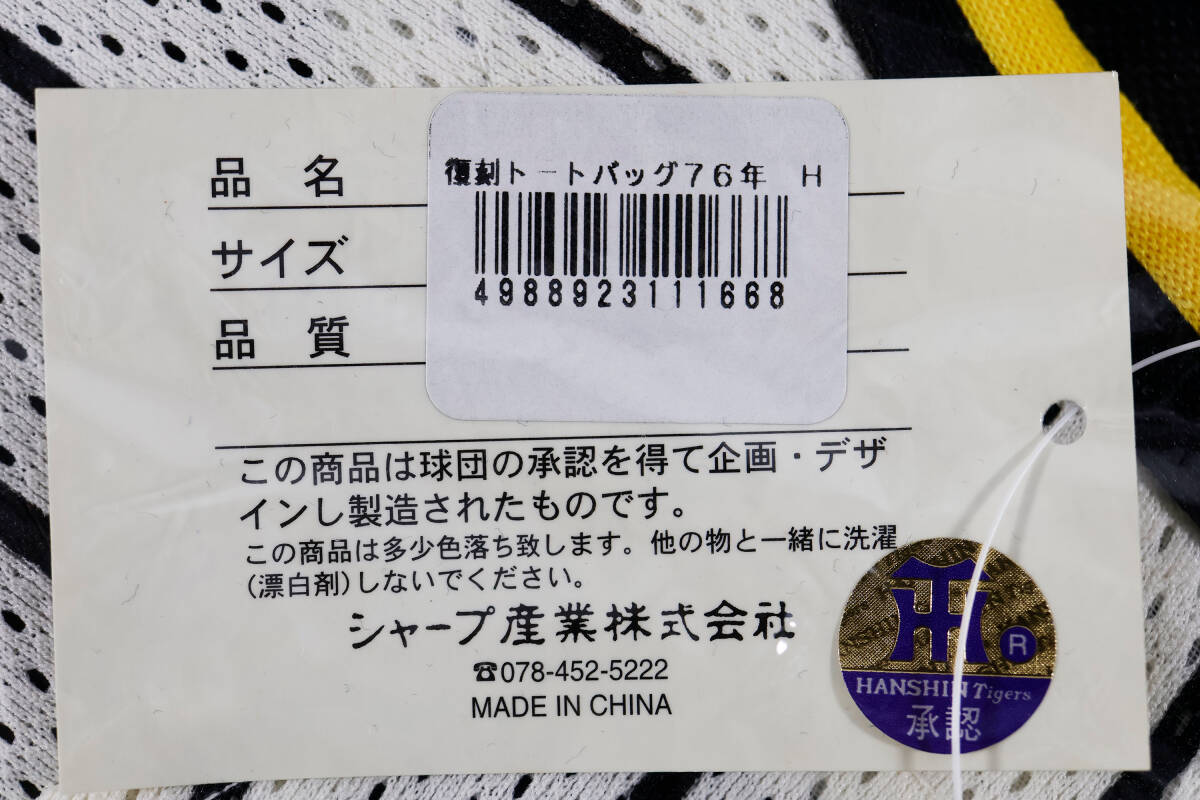 品 名
復刻トートバッグ76年 H
サイズ
4988923111668
品 質
この商品は球団の承認を得て企画・デザ
インし製造されたものです。
この商品は多少色落ち致します。他の物と一緒に洗濯
(漂白剤)しないでください。
シャープ産業株式会社
☎078-452-5222
MADE IN CHINA
R
HANSHIN Tigers
承認